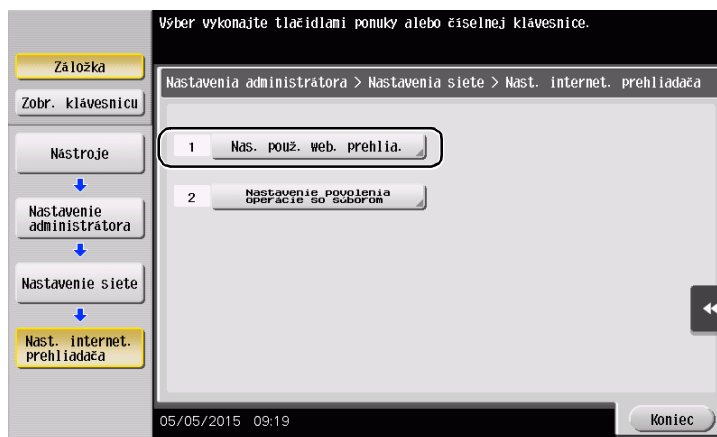 Výber vykonajte tlačidlami ponuky alebo číselnej klávesnice.
Záložka
Zobr. klávesnicu
Nástroje
Nastavenie
administrátora
Nastavenie siete
Nast. internet.
prehliadača
Nastavenia administrátora > Nastavenia siete > Nast. internet. prehliadača
1 Nas. použ. web. prehlia.
2 Nastavenie povolenia
operácie so súborom
05/05/2015 09:19
Koniec